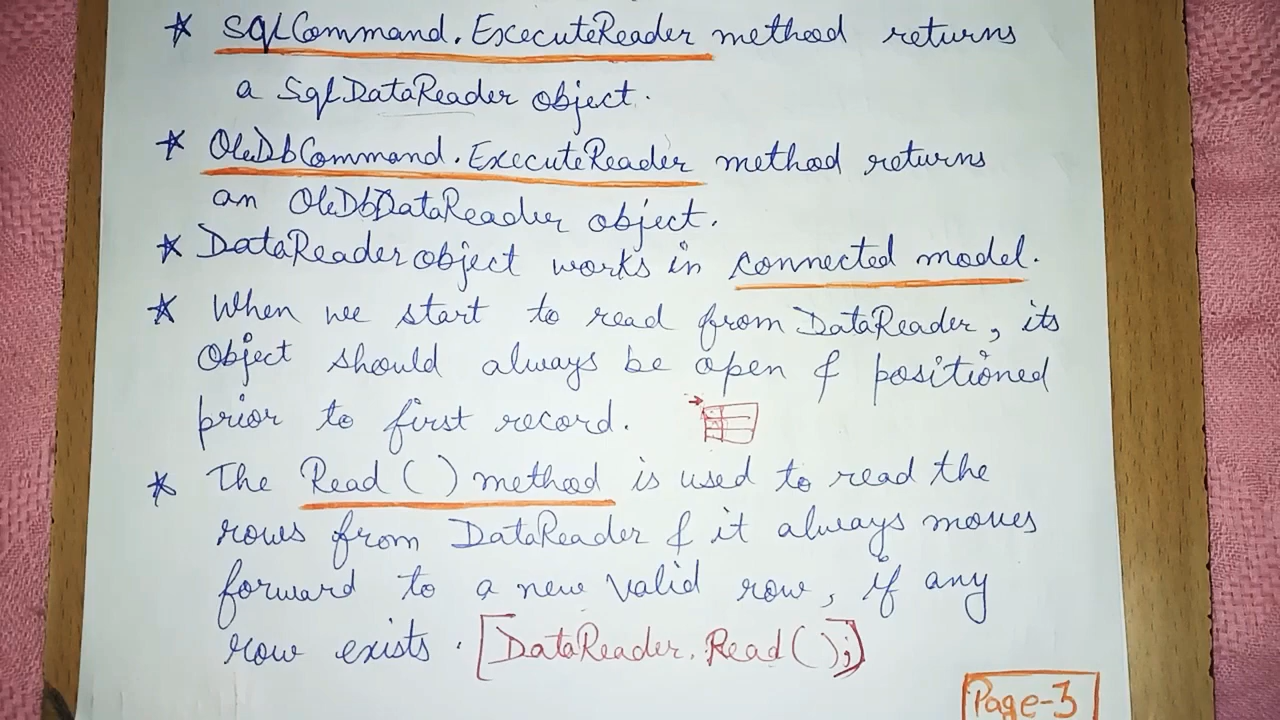 * SqlCommand.ExecuteReader method returns
a SqlDataReader object.
* OleDbCommand.ExecuteReader method returns
an OleDbDataReader object.
* DataReader object works in connected model.
* When we start to read from DataReader, its
Object should always be open & positioned
prior to first record.
* The Read() method is used to read the
rows from DataReader & it always moves
forward to a new valid row, if any
row exists. [DataReader.Read();]
Page-3